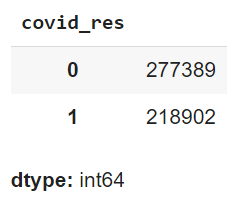 covid_res
0 277389
1 218902
dtype: int64